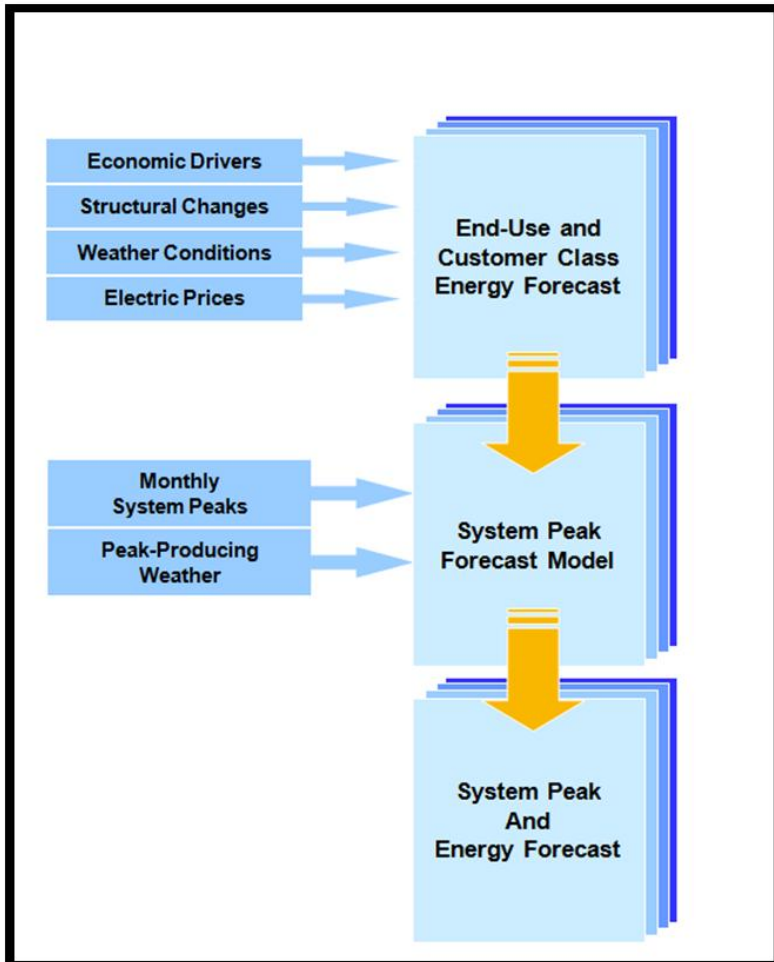 Economic Drivers
Structural Changes
Weather Conditions
Electric Prices
End-Use and
Customer Class
Energy Forecast
Monthly
System Peaks
Peak-Producing
Weather
System Peak
Forecast Model
System Peak
And
Energy Forecast